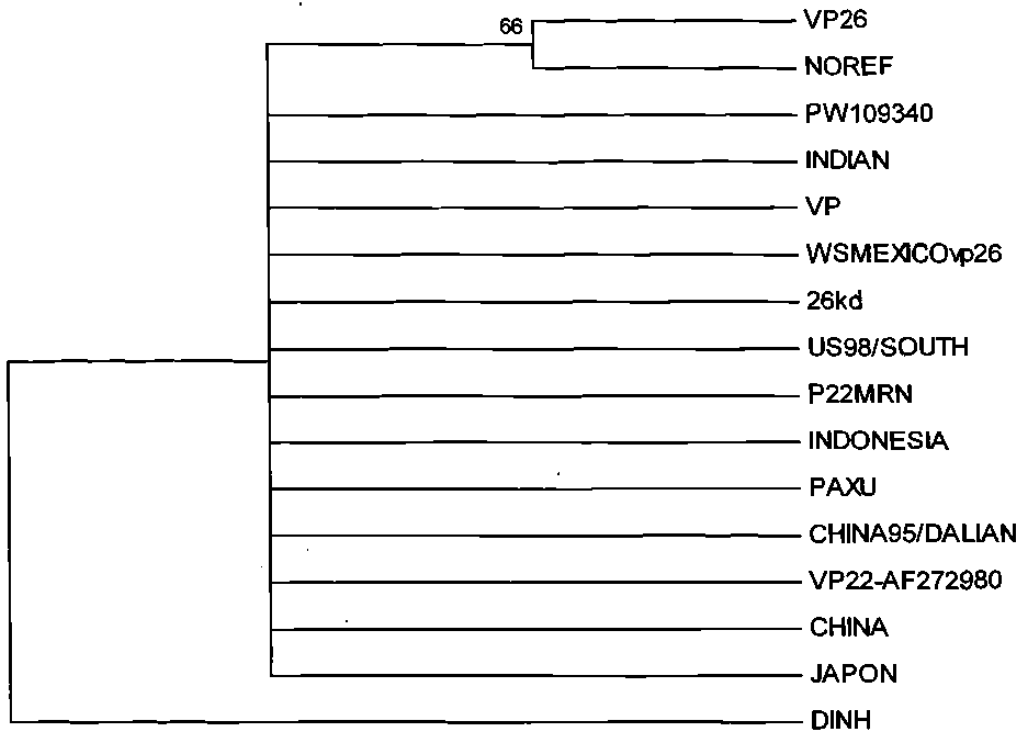 66
VP26
NOREF
PW109340
INDIAN
VP
WSMEXICOvp26
26kd
US98/SOUTH
P22MRN
INDONESIA
PAXU
CHINA95/DALIAN
VP22-AF272980
CHINA
JAPON
DINH